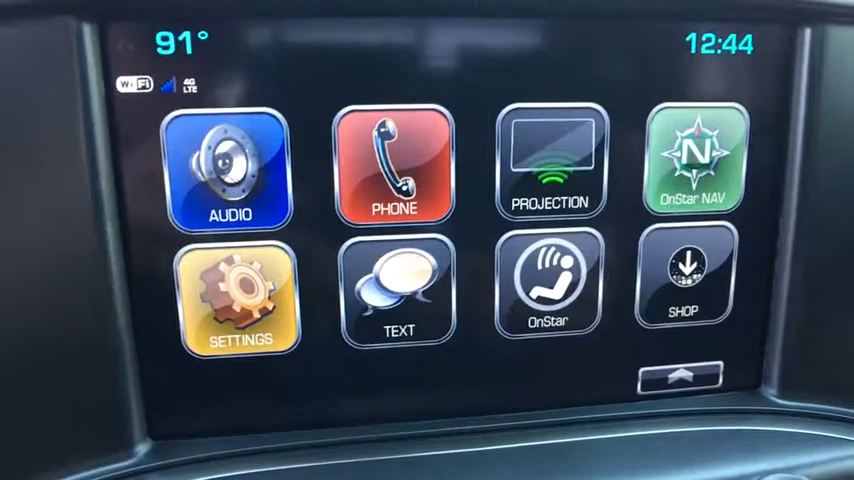 91° 12:44
Wi Fi 4G
LTE
AUDIO PHONE PROJECTION N OnStar NAV
SETTINGS TEXT OnStar SHOP